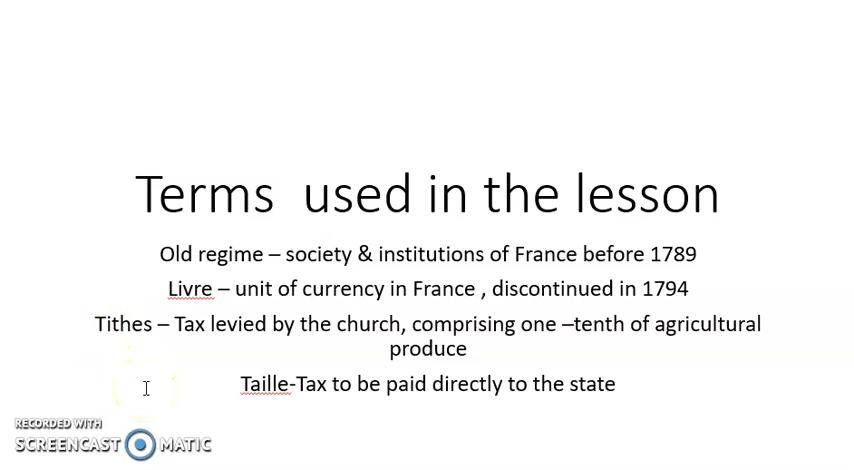 Terms used in the lesson
Old regime – society & institutions of France before 1789
Livre – unit of currency in France , discontinued in 1794
Tithes – Tax levied by the church, comprising one –tenth of agricultural
produce
Taille-Tax to be paid directly to the state
RECORDED WITH
SCREENCAST MATIC